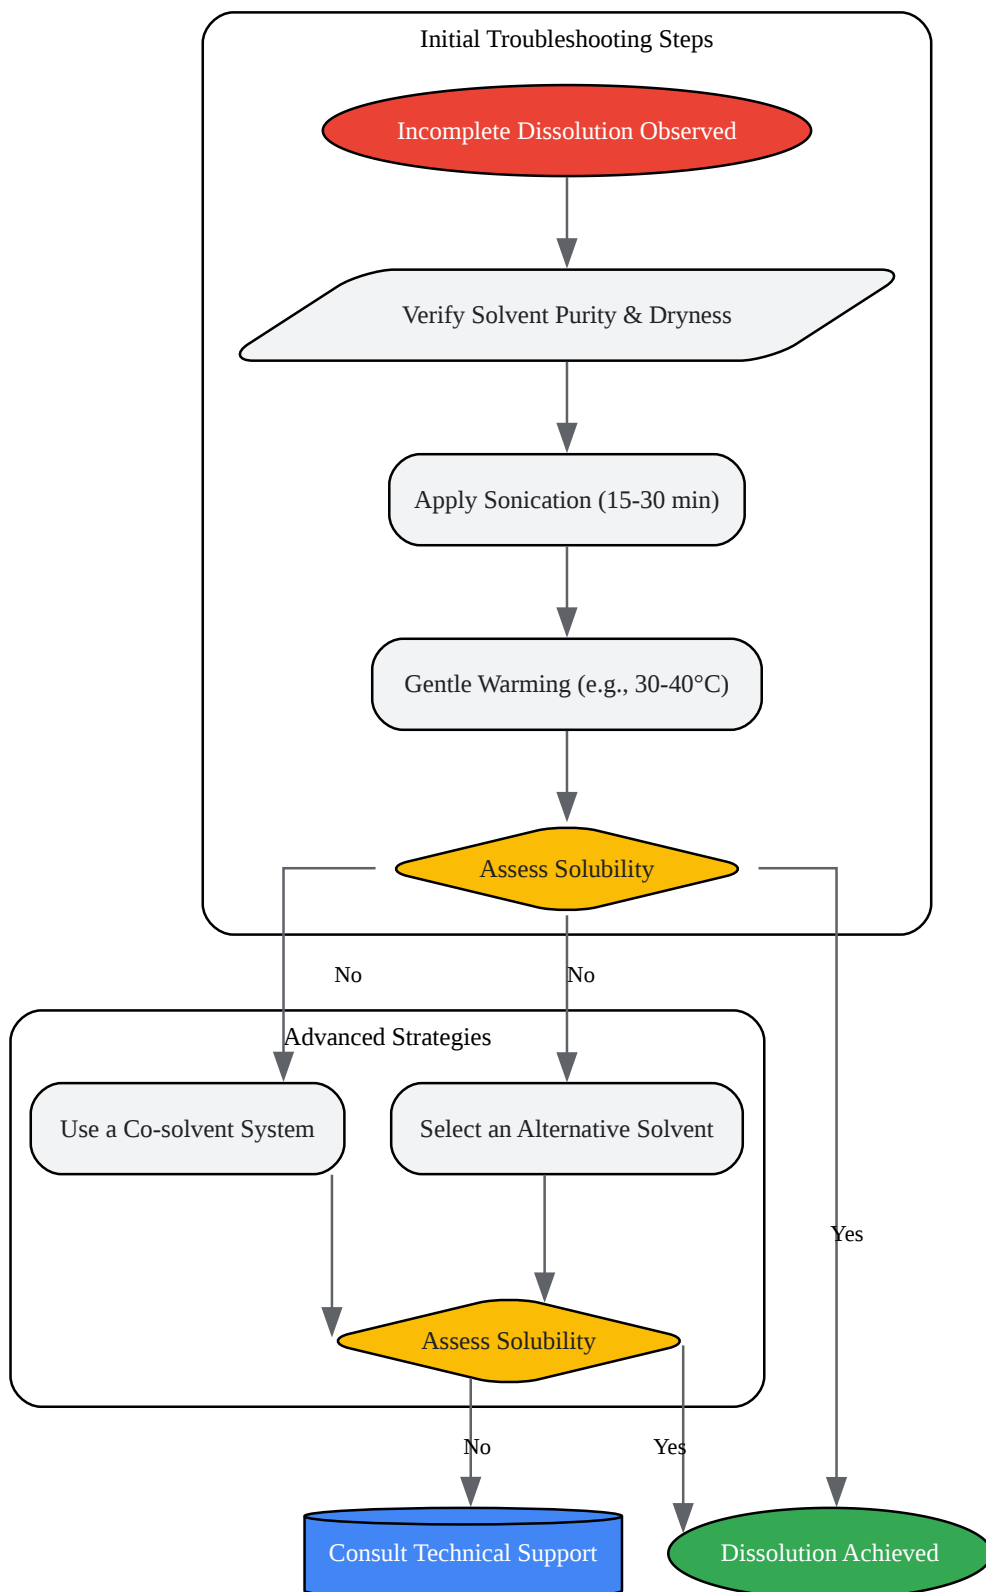 Initial Troubleshooting Steps
Incomplete Dissolution Observed
Verify Solvent Purity & Dryness
Apply Sonication (15-30 min)
Gentle Warming (e.g., 30-40°C)
Assess Solubility
No
No
Advanced Strategies
Use a Co-solvent System
Select an Alternative Solvent
Yes
Assess Solubility
No
Yes
Consult Technical Support
Dissolution Achieved